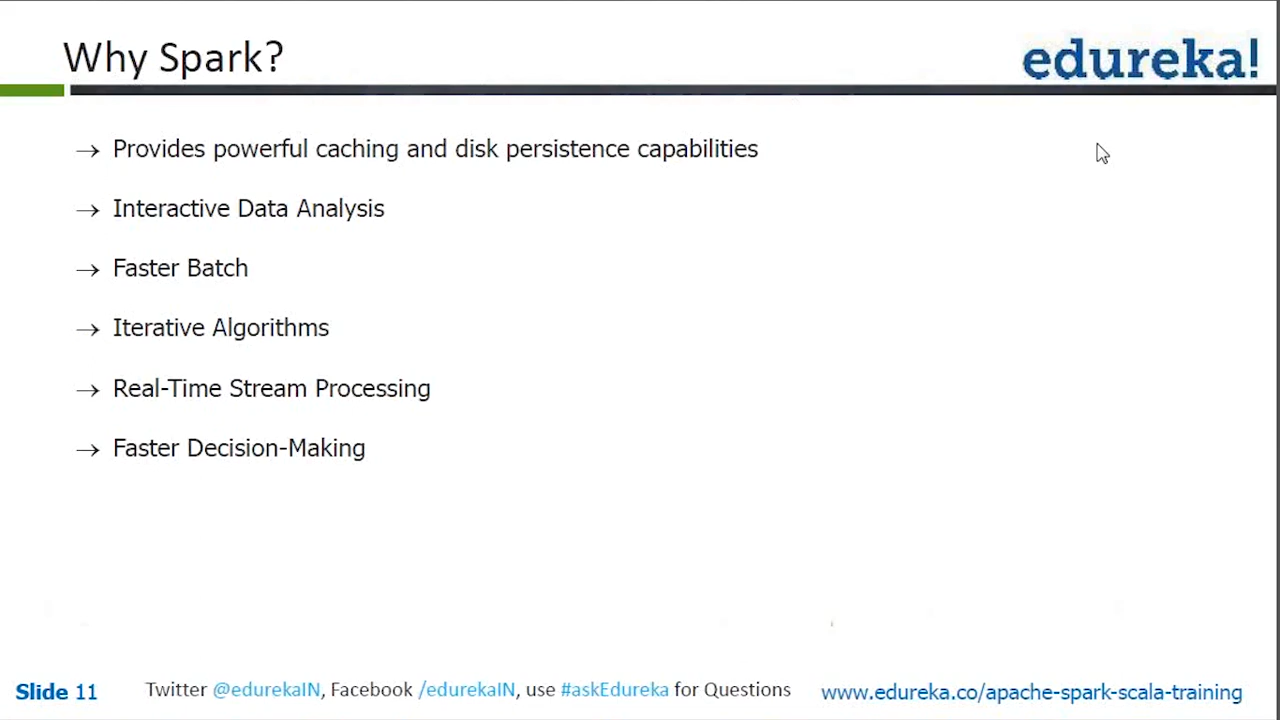 Why Spark?
edureka!
→ Provides powerful caching and disk persistence capabilities
→ Interactive Data Analysis
→ Faster Batch
→ Iterative Algorithms
→ Real-Time Stream Processing
→ Faster Decision-Making
Slide 11
Twitter @edurekaIN, Facebook /edurekaIN, use #askEdureka for Questions
www.edureka.co/apache-spark-scala-training